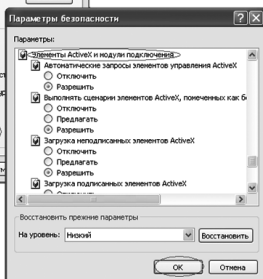 Параметры безопасности
Параметры:
Элементы ActiveX и модули подключения
Автоматические запросы элементов управления ActiveX
Отключить
Разрешить
Выполнять сценарии элементов ActiveX, помеченных как
Отключить
Предлагать
Разрешить
Загрузка неподписанных элементов ActiveX
Отключить
Предлагать
Разрешить
Загрузка подписанных элементов ActiveX
Восстановить прежние параметры
На уровень: Низкий Восстановить
ОК Отмена